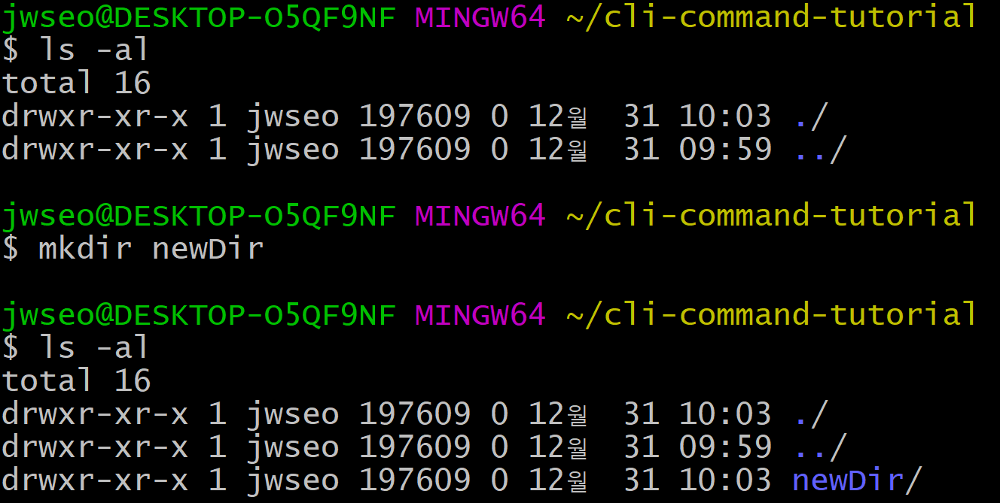 jwseo@DESKTOP-O5QF9NF MINGW64 ~/cli-command-tutorial
$ ls -al
total 16
drwxr-xr-x 1 jwseo 197609 0 12월  31 10:03 ./
drwxr-xr-x 1 jwseo 197609 0 12월  31 09:59 ../
jwseo@DESKTOP-O5QF9NF MINGW64 ~/cli-command-tutorial
$ mkdir newDir
jwseo@DESKTOP-O5QF9NF MINGW64 ~/cli-command-tutorial
$ ls -al
total 16
drwxr-xr-x 1 jwseo 197609 0 12월  31 10:03 ./
drwxr-xr-x 1 jwseo 197609 0 12월  31 09:59 ../
drwxr-xr-x 1 jwseo 197609 0 12월  31 10:03 newDir/